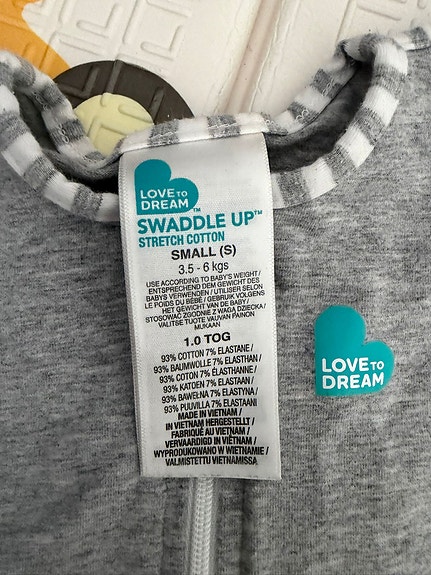 LOVE TO
DREAM™
SWADDLE UP™
STRETCH COTTON
SMALL (S)
3.5 - 6 kgs
USE ACCORDING TO BABY'S WEIGHT /
ENTSPRECHEND DEM GEWICHT DES
BABYS VERWENDEN / UTILISER SELON
LE POIDS DU BÉBÉ / GEBRUIK VOLGENS
HET GEWICHT VAN DE BABY /
STOSOWAĆ ZGODNIE Z WAGĄ DZIECKA /
VALITSE TUOTE VAUVAN PAINON
MUKAAN
1.0 TOG
93% COTTON 7% ELASTANE /
93% BAUMWOLLE 7% ELASTHAN /
93% COTON 7% ÉLASTHANNE /
93% KATOEN 7% ELASTAAN /
93% BAWEŁNA 7% ELASTYNA /
93% PUUVILLA 7% ELASTAANI
MADE IN VIETNAM /
IN VIETNAM HERGESTELLT /
FABRIQUÉ AU VIETNAM /
VERVAARDIGD IN VIËTNAM /
WYPRODUKOWANO W WIETNAMIE /
VALMISTETTU VIETNAMISSA
LOVE TO
DREAM